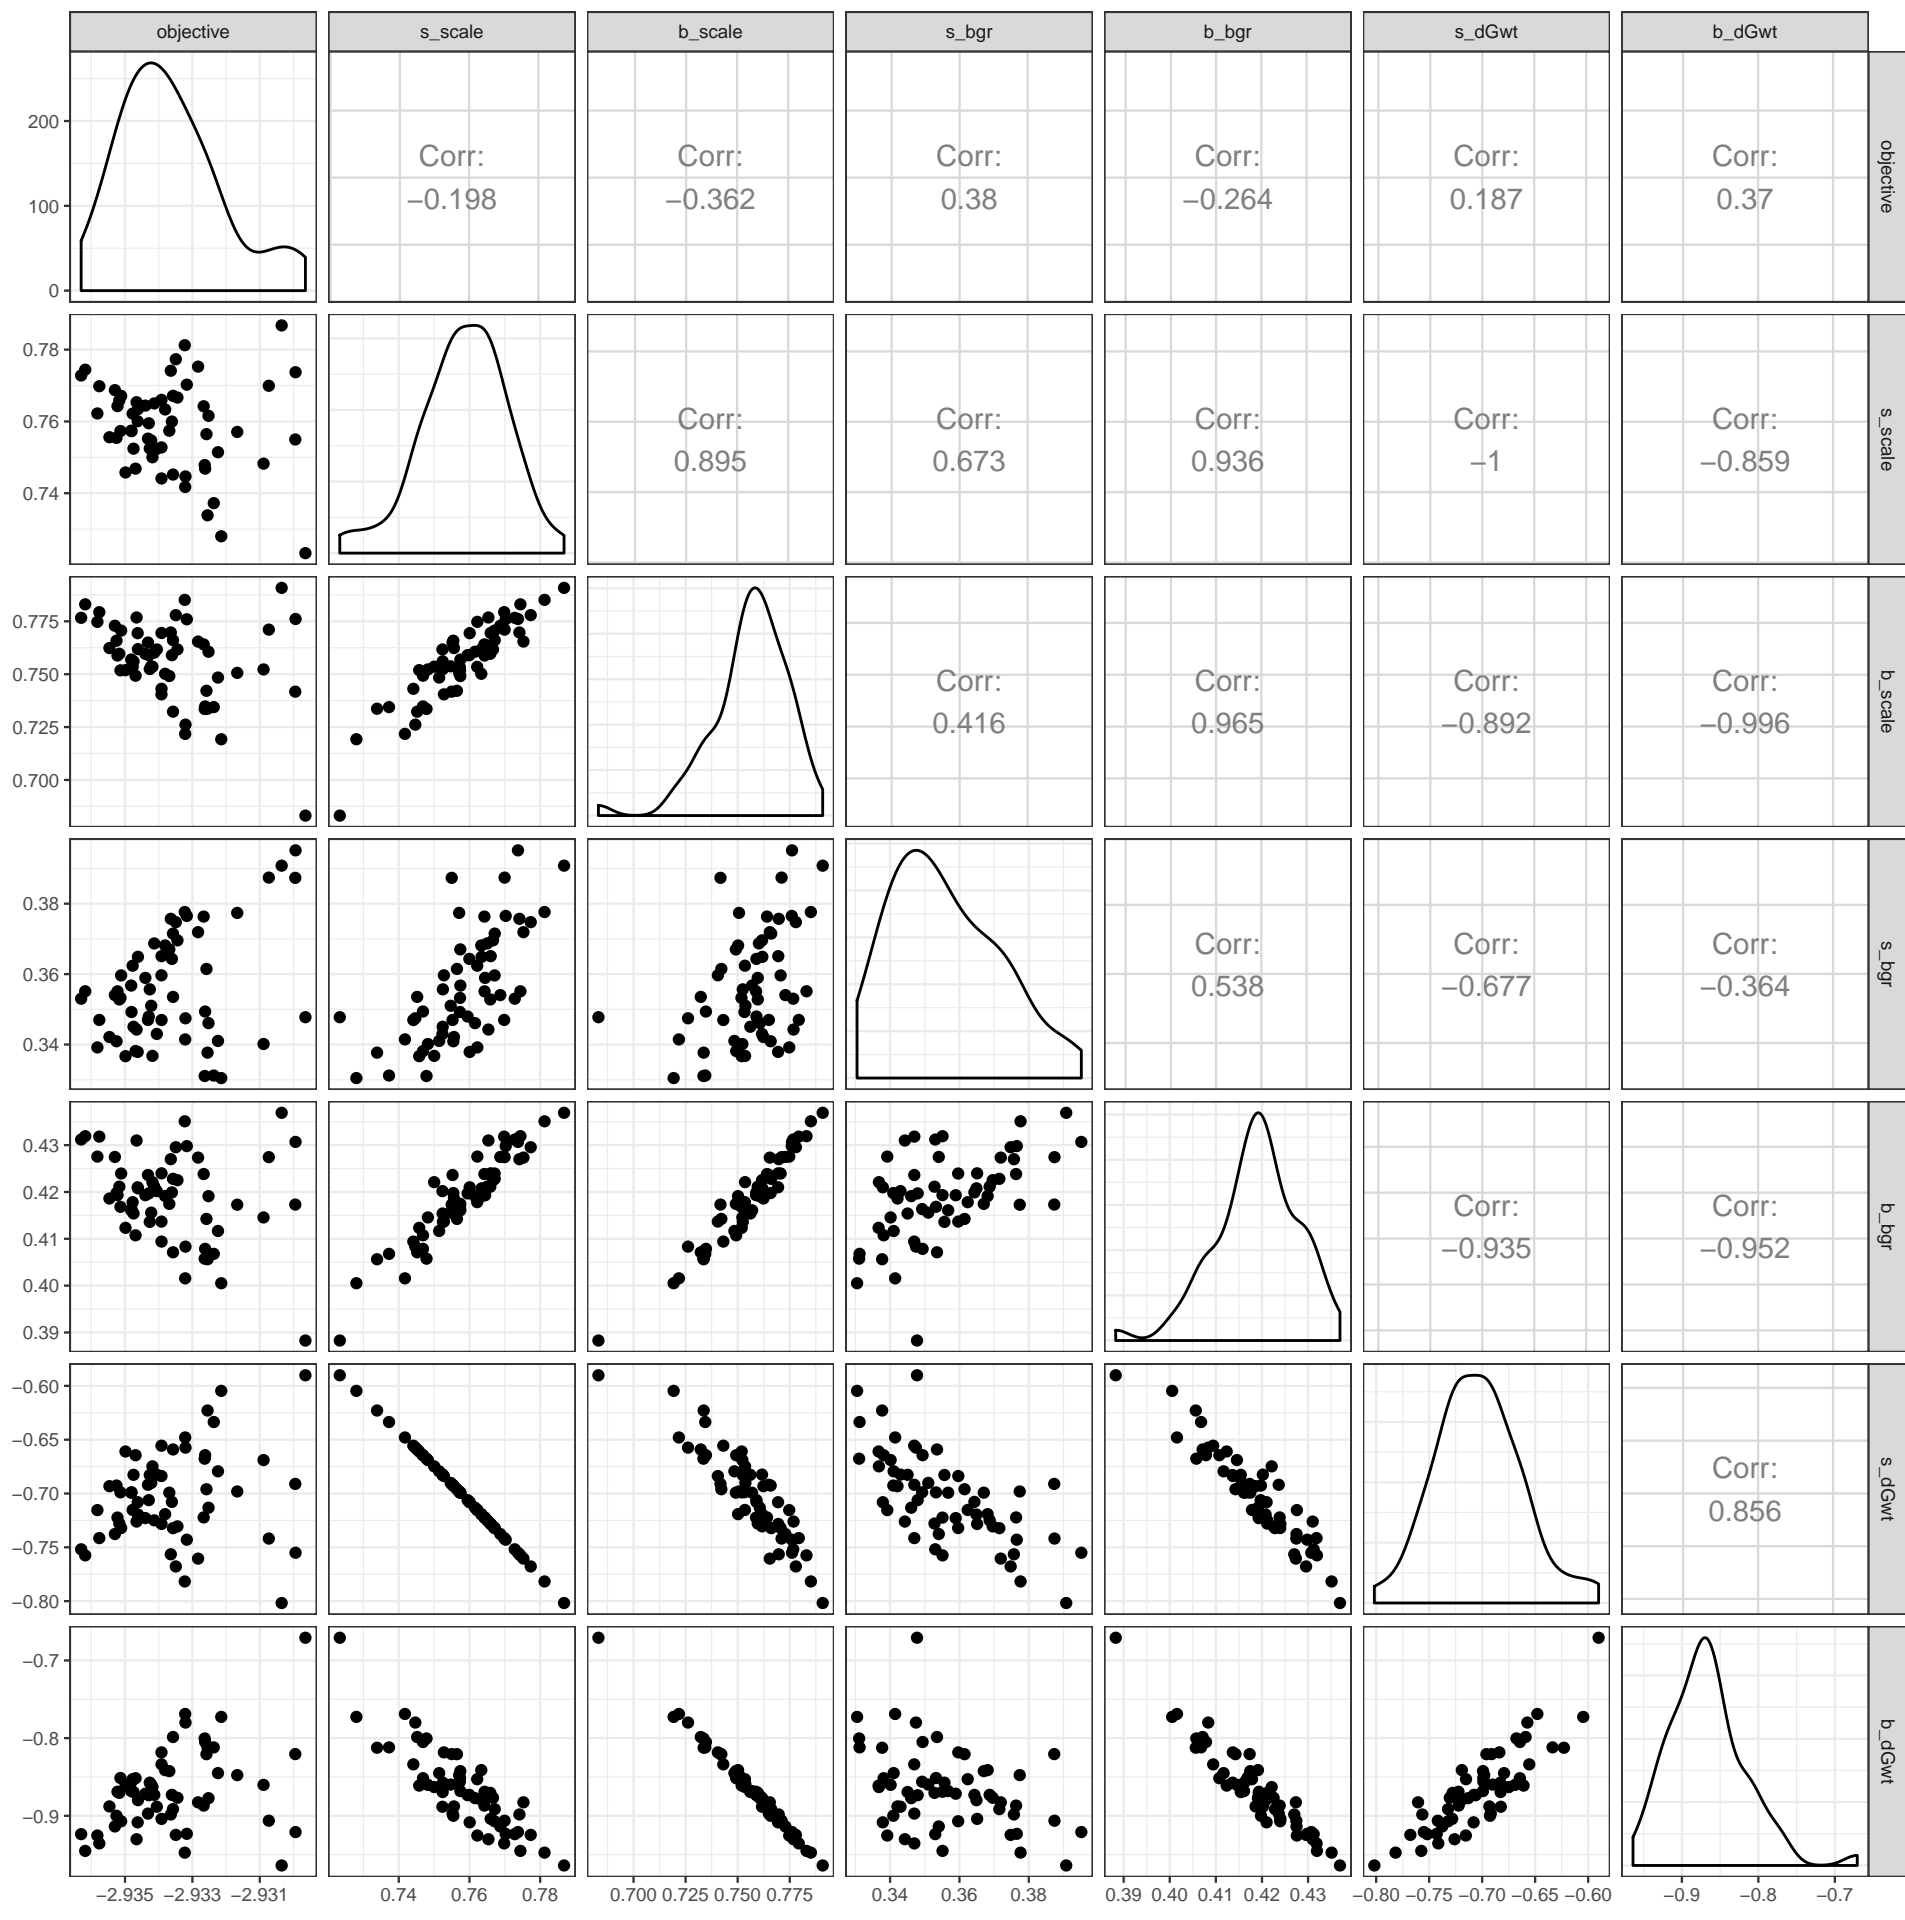 objective s_scale b_scale s_bgr b_bgr s_dGwt b_dGwt
200
100
0
Corr: Corr: Corr: Corr: Corr: Corr:
−0.198 −0.362 0.38 −0.264 0.187 0.37
objective
0.78
0.76
0.74
Corr: Corr: Corr: Corr: Corr:
0.895 0.673 0.936 −1 −0.859
s_scale
0.775
0.750
0.725
0.700
Corr: Corr: Corr: Corr:
0.416 0.965 −0.892 −0.996
b_scale
0.38
0.36
0.34
Corr: Corr: Corr:
0.538 −0.677 −0.364
s_bgr
0.43
0.42
0.41
0.40
0.39
Corr: Corr:
−0.935 −0.952
b_bgr
−0.60
−0.65
−0.70
−0.75
−0.80
Corr:
0.856
s_dGwt
−0.7
−0.8
−0.9
b_dGwt
−2.935 −2.933 −2.931 0.74 0.76 0.78 0.700 0.725 0.750 0.775 0.34 0.36 0.38 0.39 0.40 0.41 0.42 0.43 −0.80 −0.75 −0.70 −0.65 −0.60 −0.9 −0.8 −0.7